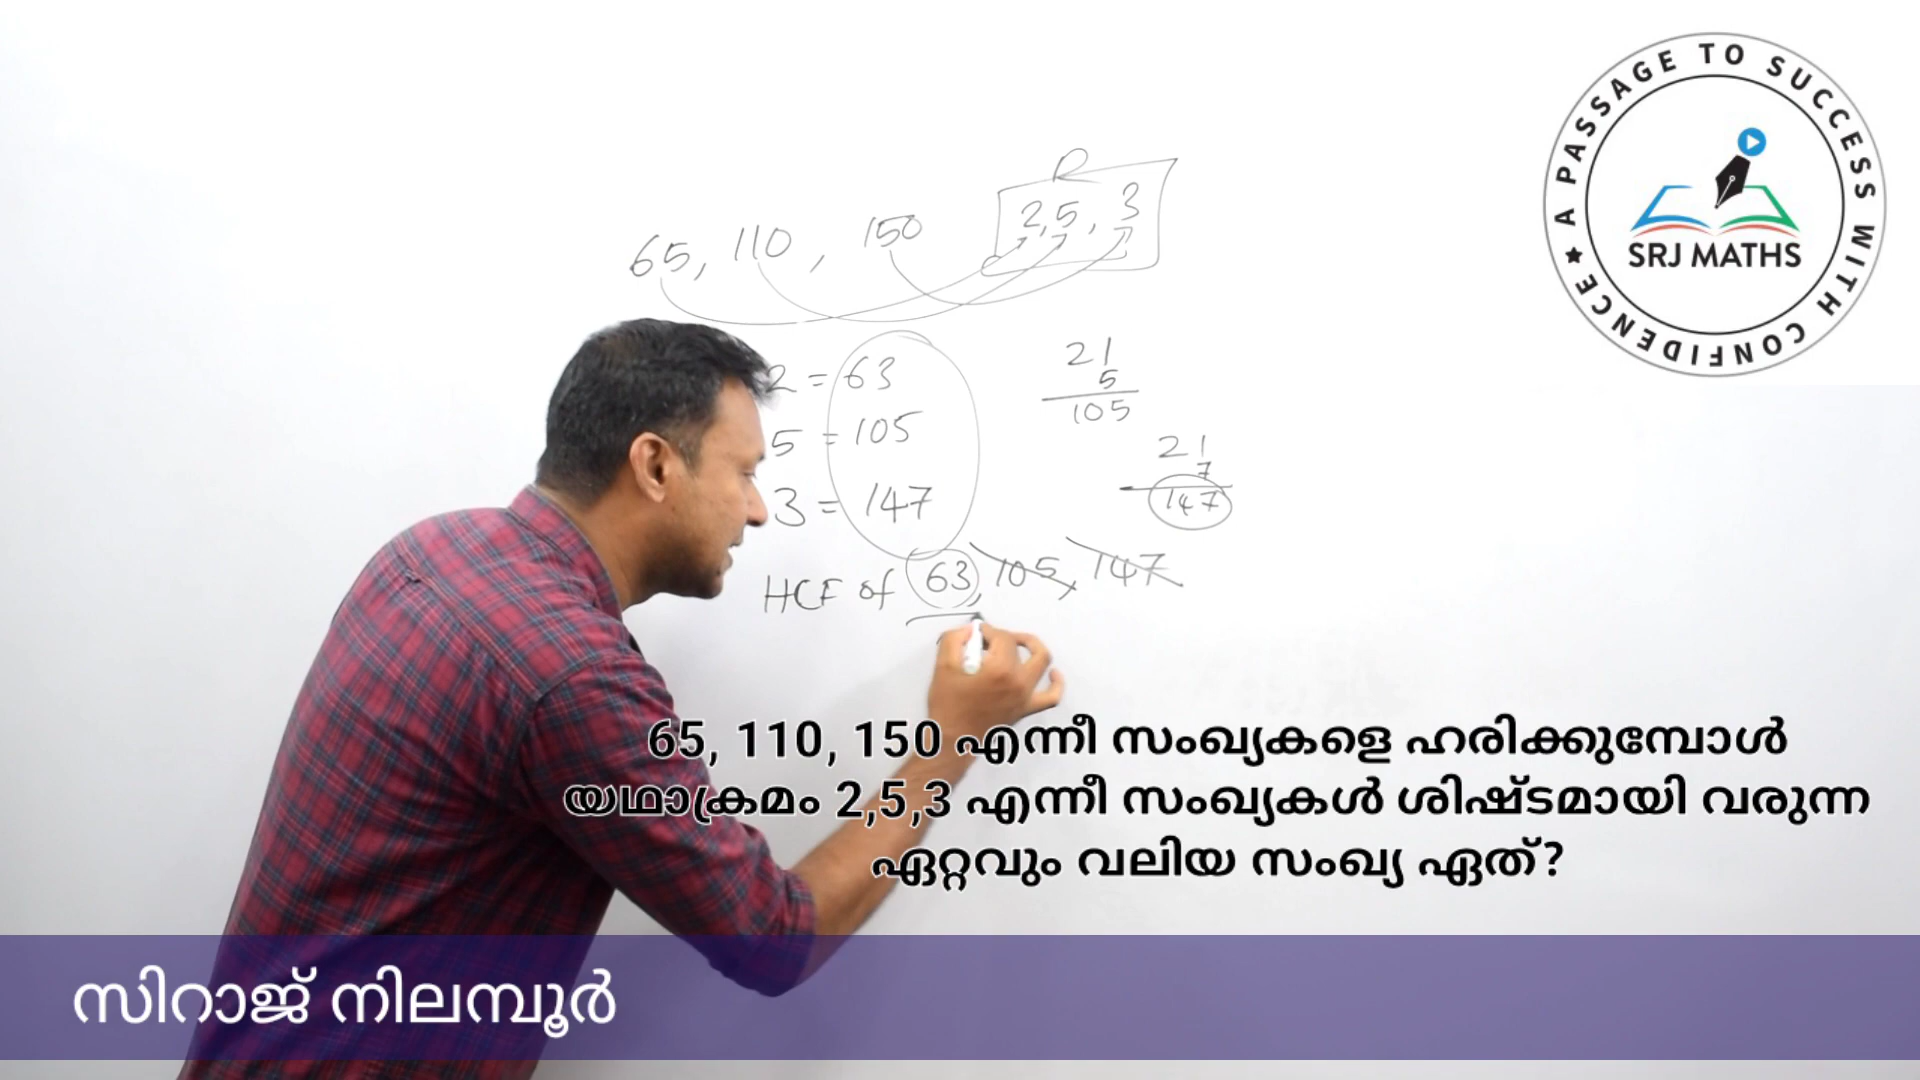 A PASSAGE TO SUCCESS WITH CONFIDENCE ★
SRJ MATHS
R
65, 110, 150 2,5,3
2 = 63
5 = 105
3 = 147
21
5
105
21
7
147
HCF of 63, 105, 147
65, 110, 150 എന്നീ സംഖ്യകളെ ഹരിക്കുമ്പോൾ
യഥാക്രമം 2,5,3 എന്നീ സംഖ്യകൾ ശിഷ്ടമായി വരുന്ന
ഏറ്റവും വലിയ സംഖ്യ ഏത്?
സിറാജ് നിലമ്പൂർ